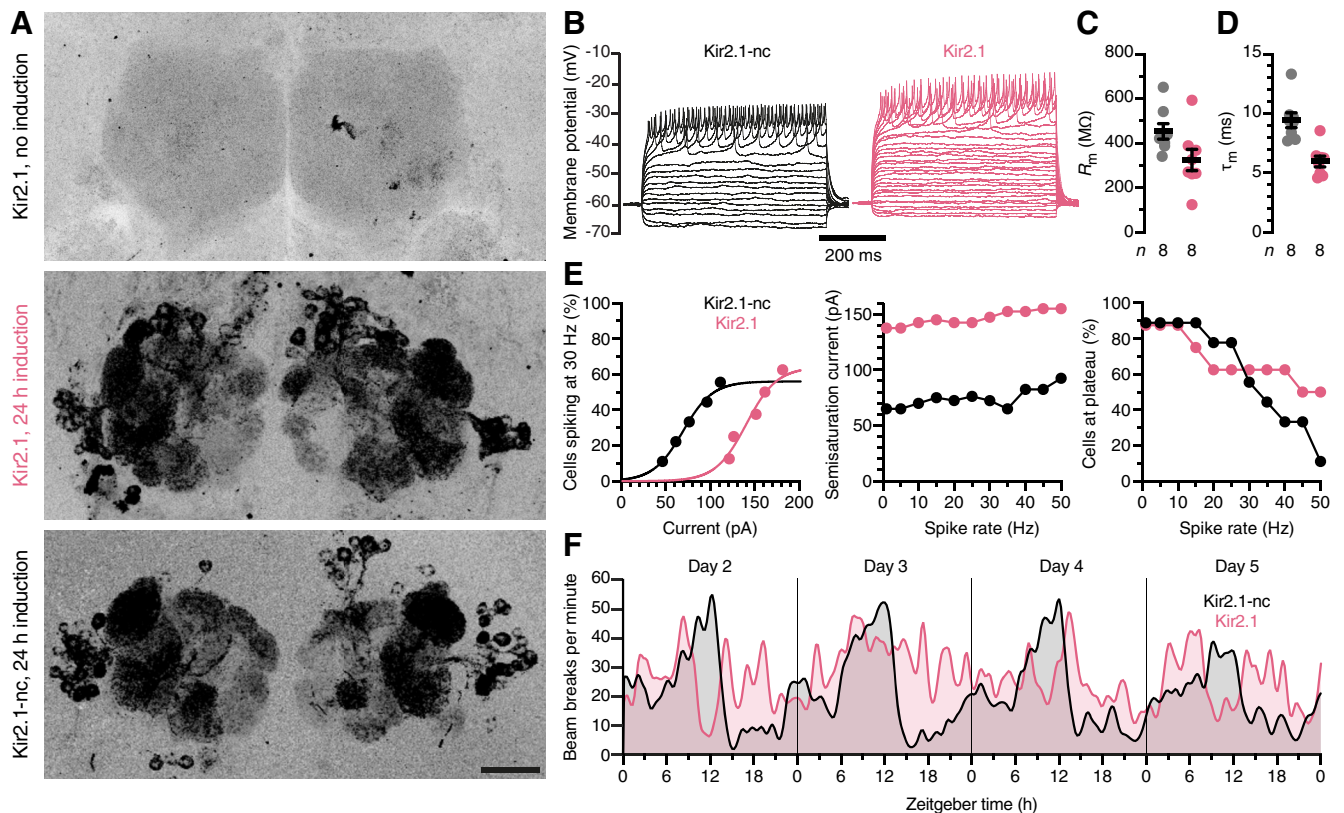 A
Kir2.1, no induction
Kir2.1, 24 h induction
Kir2.1-nc, 24 h induction
B
Kir2.1-nc
Kir2.1
Membrane potential (mV)
-10
-20
-30
-40
-50
-60
-70
200 ms
C
800
600
400
200
0
Rm (MΩ)
n 8 8
D
15
10
5
0
τm (ms)
n 8 8
E
Kir2.1-nc
Kir2.1
Cells spiking at 30 Hz (%)
100
80
60
40
20
0
0 50 100 150 200
Current (pA)
Semisaturation current (pA)
150
100
50
0
0 10 20 30 40 50
Spike rate (Hz)
Cells at plateau (%)
100
80
60
40
20
0
0 10 20 30 40 50
Spike rate (Hz)
F
Day 2 Day 3 Day 4 Day 5
Kir2.1-nc
Kir2.1
Beam breaks per minute
60
50
40
30
20
10
0
0 6 12 18 0 6 12 18 0 6 12 18 0 6 12 18 0
Zeitgeber time (h)